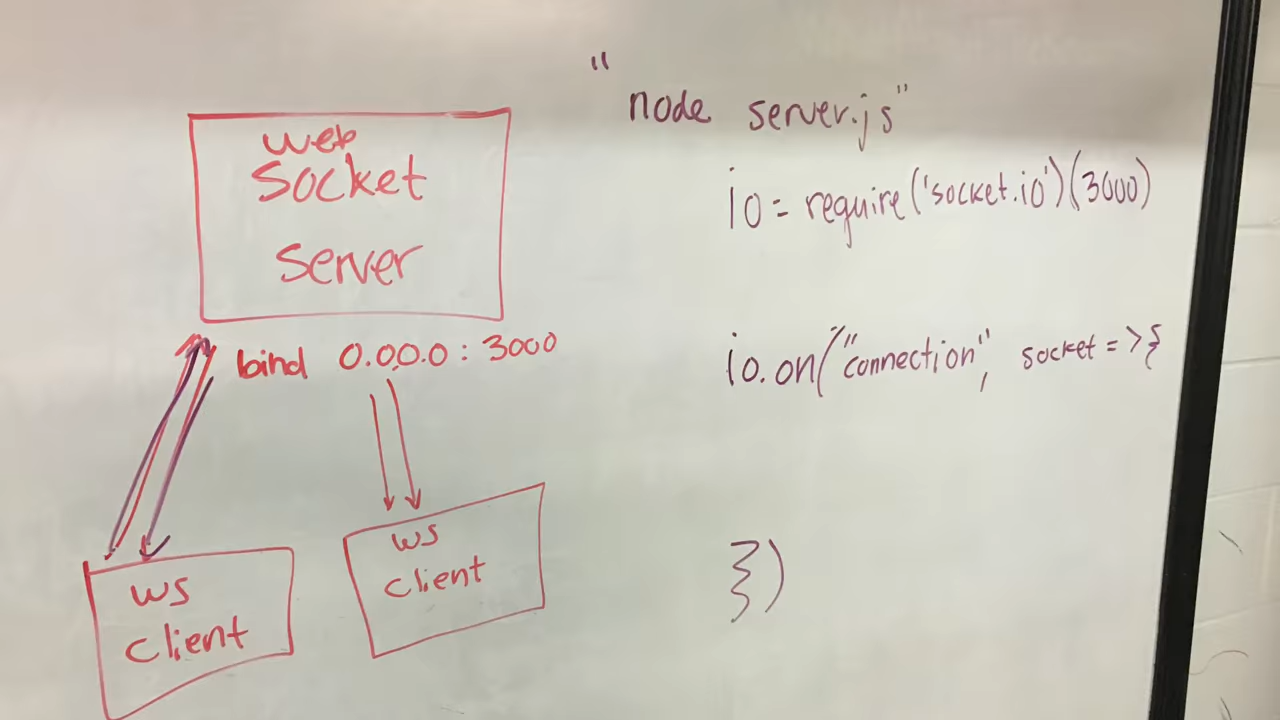 web
socket
server
bind 0.0.0.0 : 3000
ws
client
ws
client
"node server.js"
io = require('socket.io')(3000)
io.on("connection", socket => {
})